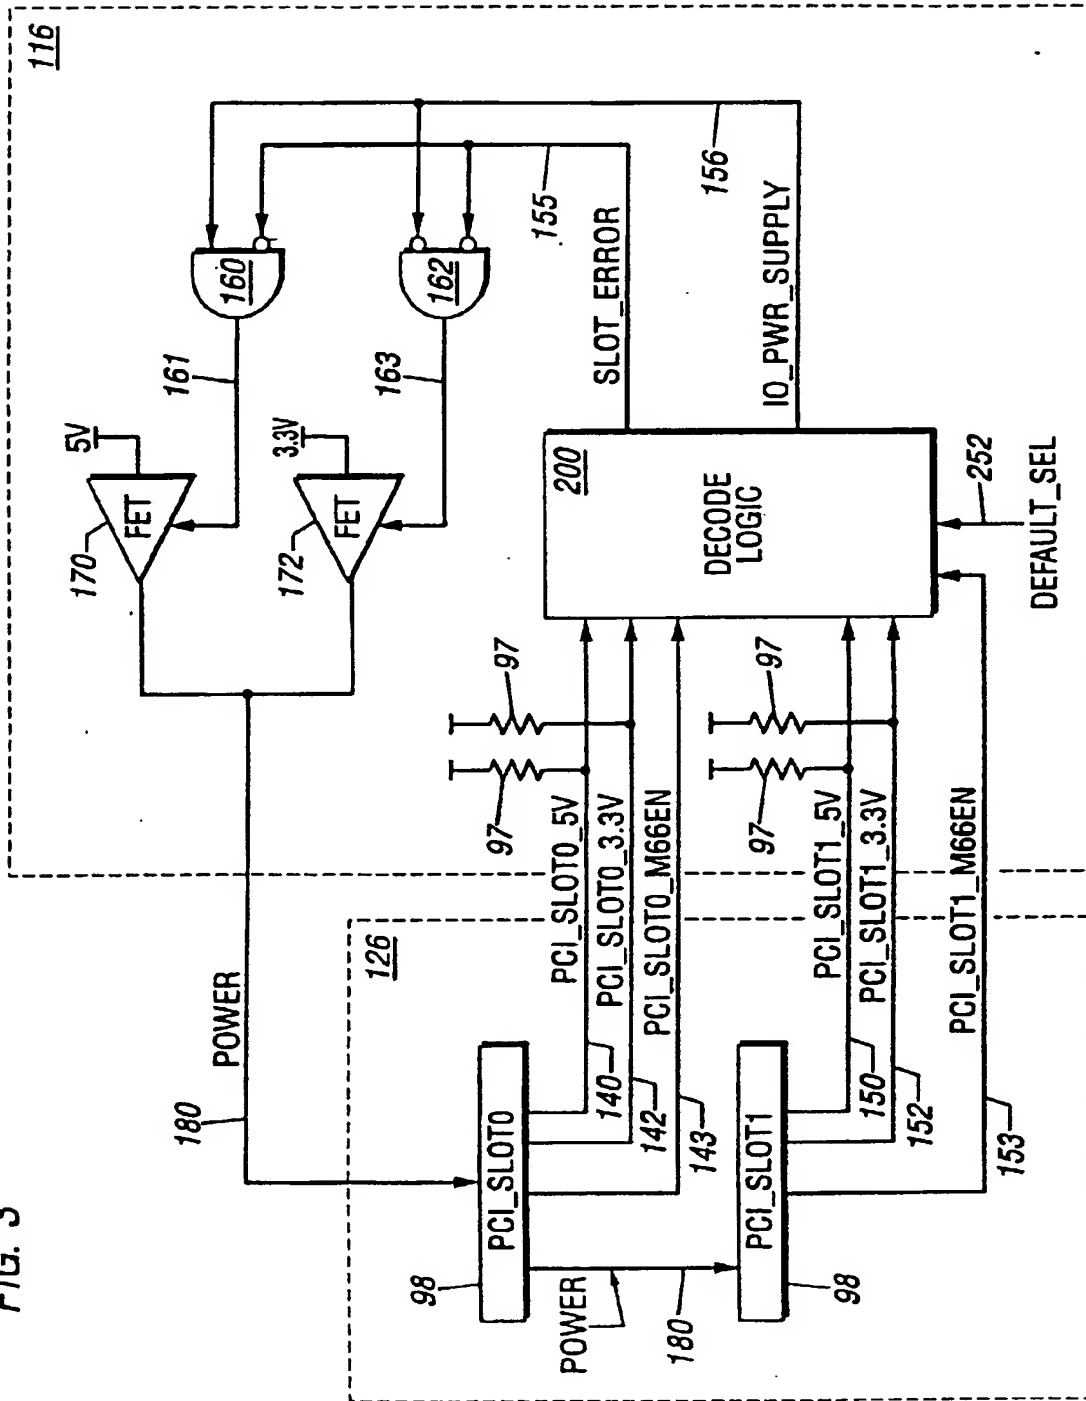 FIG. 3
116
126
180
POWER
170
FET
5V
161
160
172
FET
3.3V
163
162
155
156
SLOT_ERROR
IO_PWR_SUPPLY
200
DECODE
LOGIC
252
DEFAULT_SEL
97
97
97
97
PCI_SLOT0_5V
PCI_SLOT0_3.3V
PCI_SLOT0_M66EN
PCI_SLOT1_5V
PCI_SLOT1_3.3V
PCI_SLOT1_M66EN
140
142
143
150
152
153
98
PCI_SLOT0
POWER
180
PCI_SLOT1
98